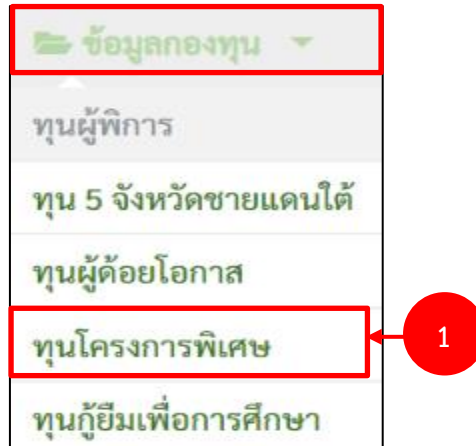 ข้อมูลกองทุน
ทุนผู้พิการ
ทุน 5 จังหวัดชายแดนใต้
ทุนผู้ด้อยโอกาส
ทุนโครงการพิเศษ
1
ทุนกู้ยืมเพื่อการศึกษา